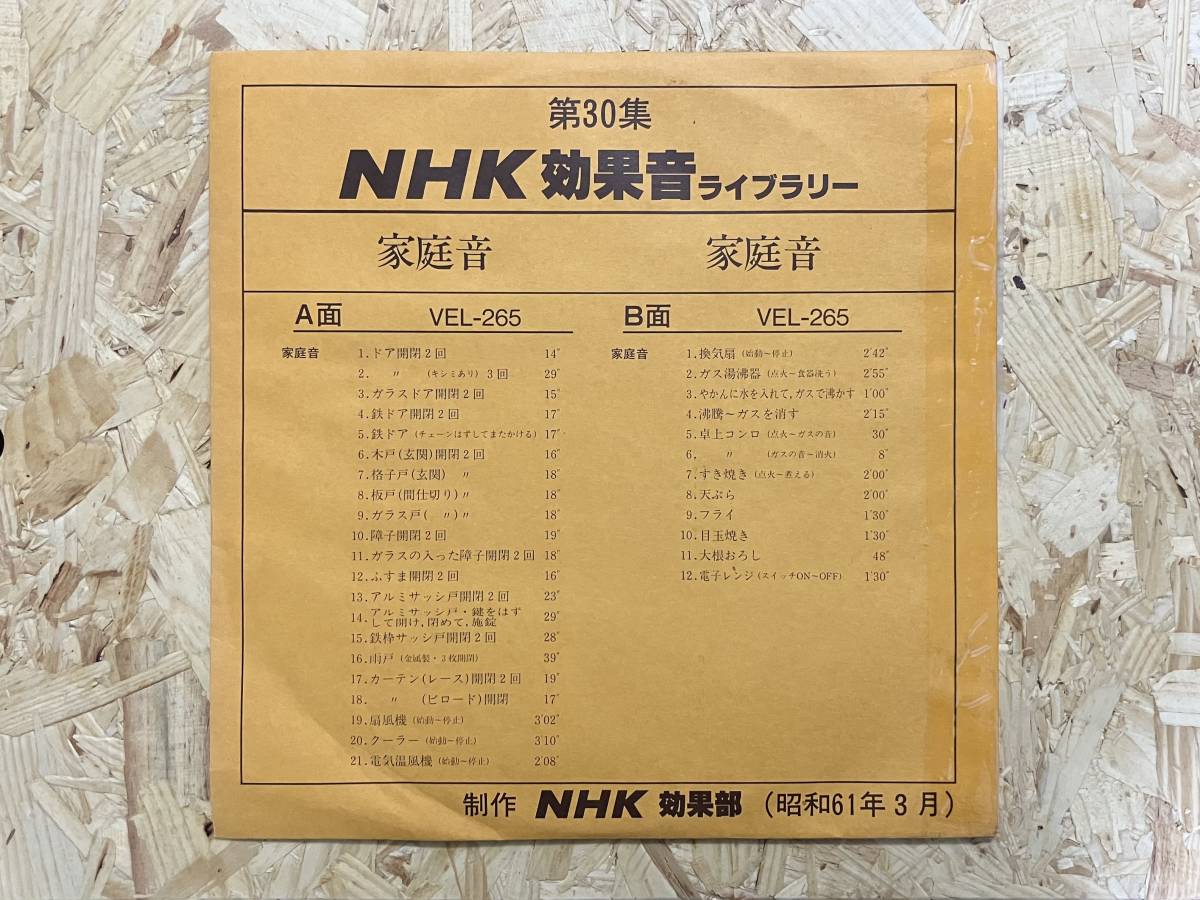 第30集
NHK効果音ライブラリー
家庭音
家庭音
A面 VEL-265
家庭音 1.ドア開閉2回 14″
2. 〃 (キシミあり) 3回 29″
3.ガラスドア開閉2回 15″
4.鉄ドア開閉2回 17″
5.鉄ドア (チェーンはずしてまたかける) 17″
6.木戸(玄関)開閉2回 16″
7.格子戸(玄関) 〃 18″
8.板戸(間仕切り)〃 18″
9.ガラス戸( 〃 )〃 18″
10.障子開閉2回 19″
11.ガラスの入った障子開閉2回 18″
12.ふすま開閉2回 16″
13.アルミサッシ戸開閉2回 23″
14.アルミサッシ戸・鍵をはず
して開け,閉めて,施錠 29″
15.鉄枠サッシ戸開閉2回 28″
16.雨戸 (金属製・3枚開閉) 39″
17.カーテン(レース)開閉2回 19″
18. 〃 (ビロード)開閉 17″
19.扇風機 (始動~停止) 3′02″
20.クーラー (始動~停止) 3′10″
21.電気温風機 (始動~停止) 2′08″
B面 VEL-265
家庭音 1.換気扇 (始動~停止) 2′42″
2.ガス湯沸器 (点火~食器洗う) 2′55″
3.やかんに水を入れて,ガスで沸かす 1′00″
4.沸騰~ガスを消す 2′15″
5.卓上コンロ (点火~ガスの音) 30″
6. 〃 (ガスの音~消火) 8″
7.すき焼き (点火~煮える) 2′00″
8.天ぷら 2′00″
9.フライ 1′30″
10.目玉焼き 1′30″
11.大根おろし 48″
12.電子レンジ (スイッチON~OFF) 1′30″
制作 NHK 効果部 (昭和61年3月)